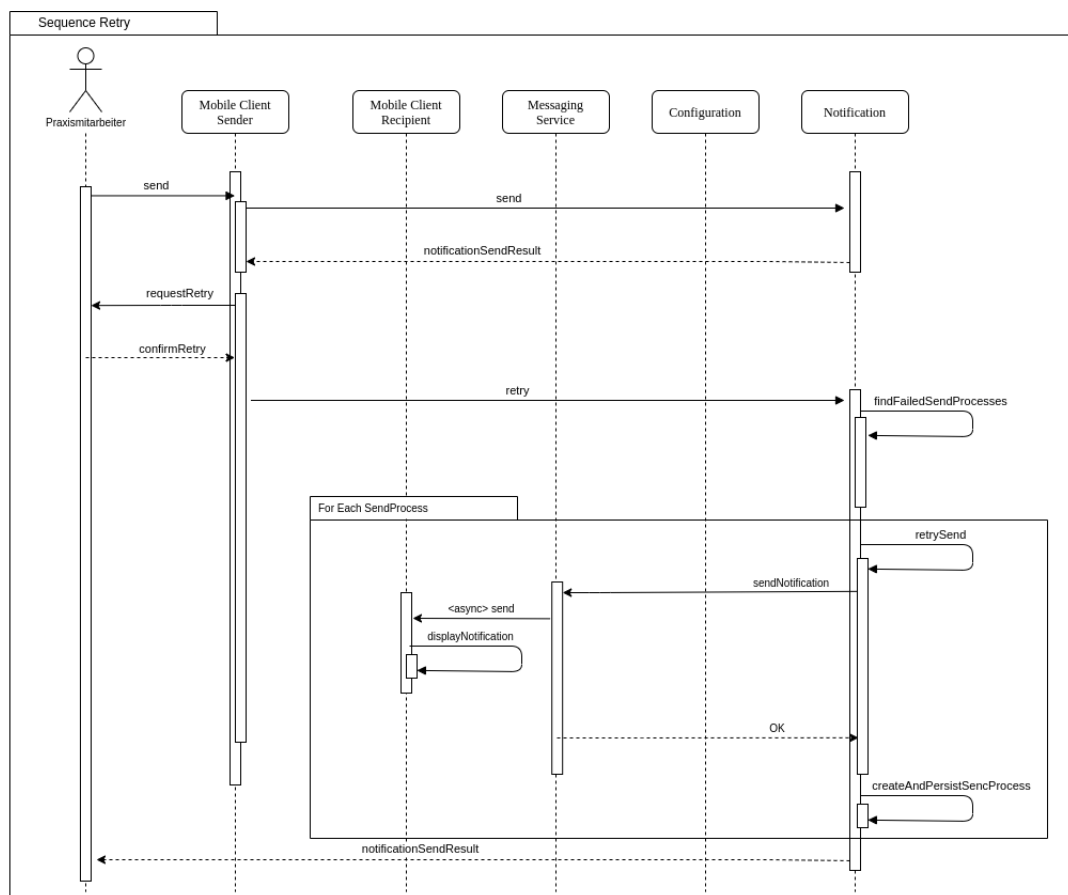 Sequence Retry
Praxismitarbeiter
Mobile Client
Sender
Mobile Client
Recipient
Messaging
Service
Configuration
Notification
send
send
notificationSendResult
requestRetry
confirmRetry
retry
findFailedSendProcesses
For Each SendProcess
retrySend
sendNotification
<async> send
displayNotification
OK
createAndPersistSencProcess
notificationSendResult